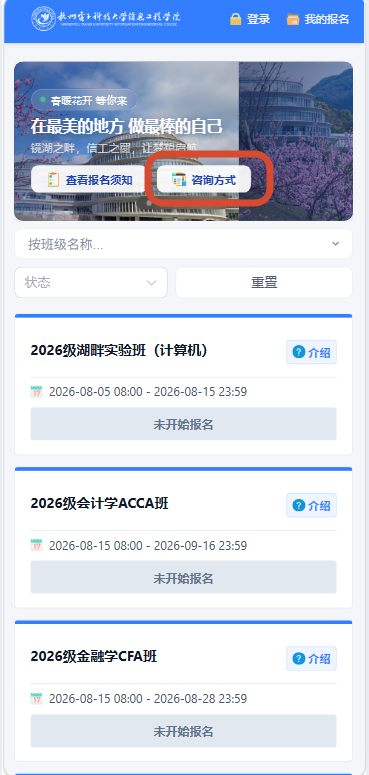 杭州电子科技大学信息工程学院
HANGZHOU DIANZI UNIVERSITY INFORMATION ENGINEERING COLLEGE
登录
我的报名
春暖花开 等你来
在最美的地方 做最棒的自己
镜湖之畔，信工之园，让梦想启航
查看报名须知
咨询方式
按班级名称...
状态
重置
2026级湖畔实验班（计算机）
? 介绍
17 2026-08-05 08:00 - 2026-08-15 23:59
未开始报名
2026级会计学ACCA班
? 介绍
17 2026-08-15 08:00 - 2026-09-16 23:59
未开始报名
2026级金融学CFA班
? 介绍
17 2026-08-15 08:00 - 2026-08-28 23:59
未开始报名